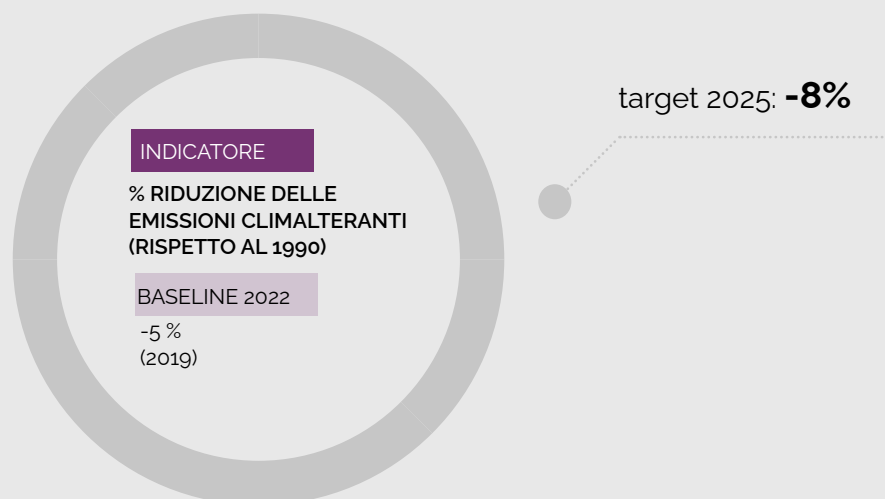 target 2025: -8%
INDICATORE
% RIDUZIONE DELLE
EMISSIONI CLIMALTERANTI
(RISPETTO AL 1990)
BASELINE 2022
-5 %
(2019)